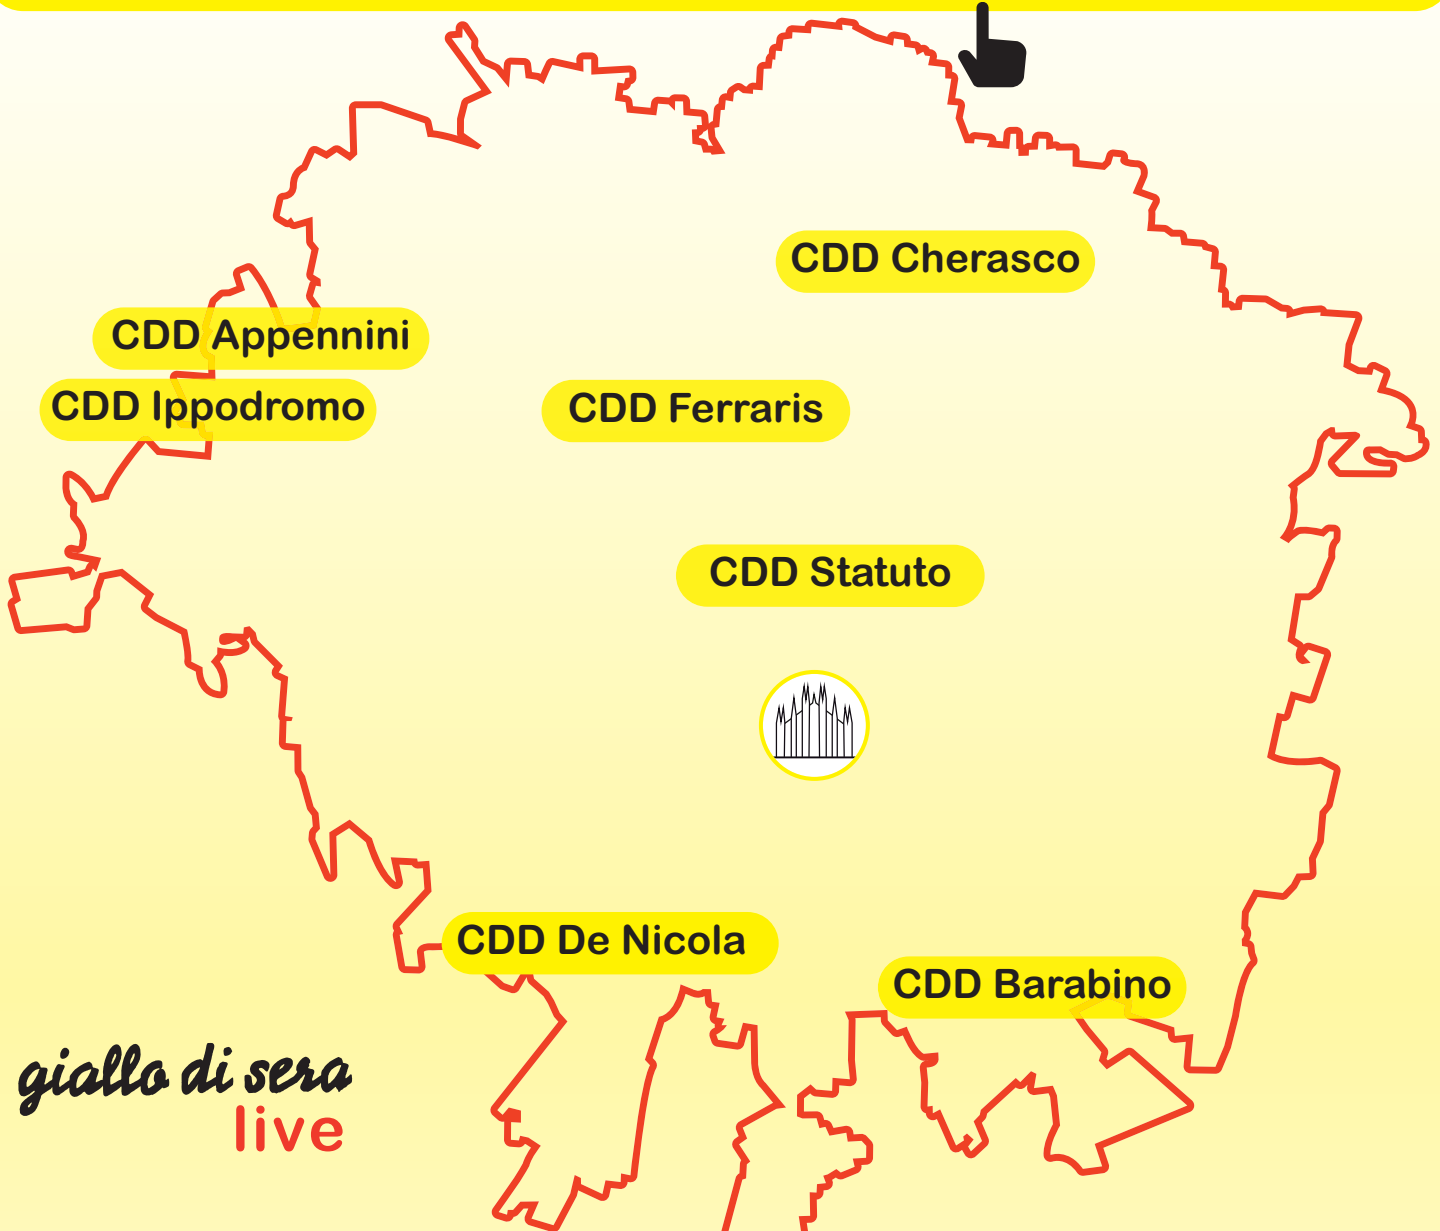 CDD Cherasco
CDD Appennini
CDD Ippodromo
CDD Ferraris
CDD Statuto
CDD De Nicola
CDD Barabino
giallo di sera
live